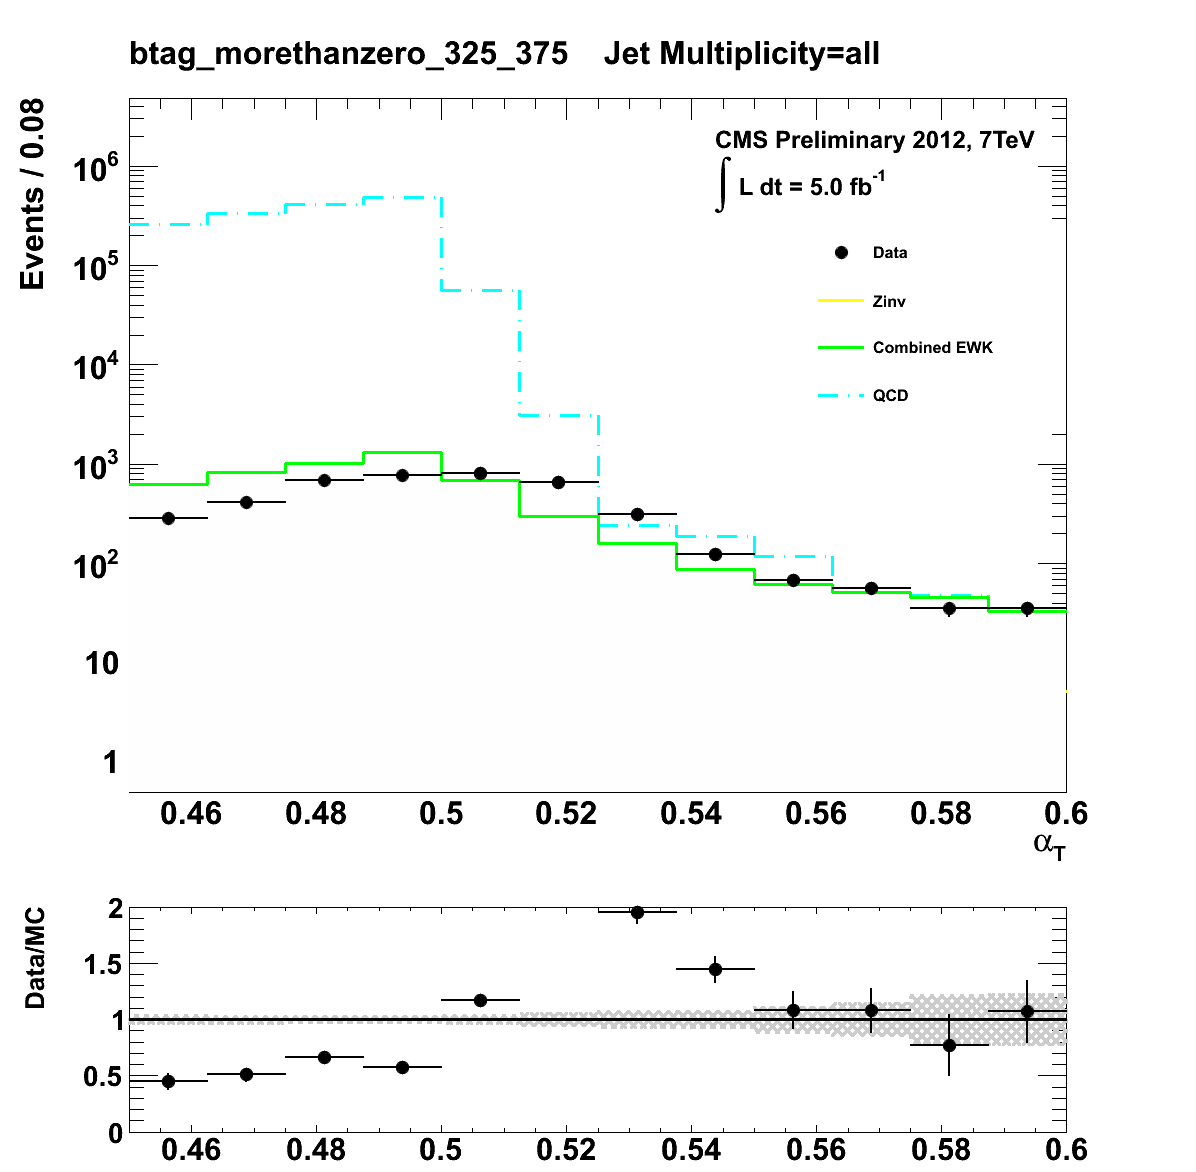 btag_morethanzero_325_375 Jet Multiplicity=all
Events / 0.08
CMS Preliminary 2012, 7TeV
∫ L dt = 5.0 fb⁻¹
Data
Zinv
Combined EWK
QCD
10⁶
10⁵
10⁴
10³
10²
10
1
0.46 0.48 0.5 0.52 0.54 0.56 0.58 0.6
α_T
Data/MC
2
1.5
1
0.5
0
0.46 0.48 0.5 0.52 0.54 0.56 0.58 0.6